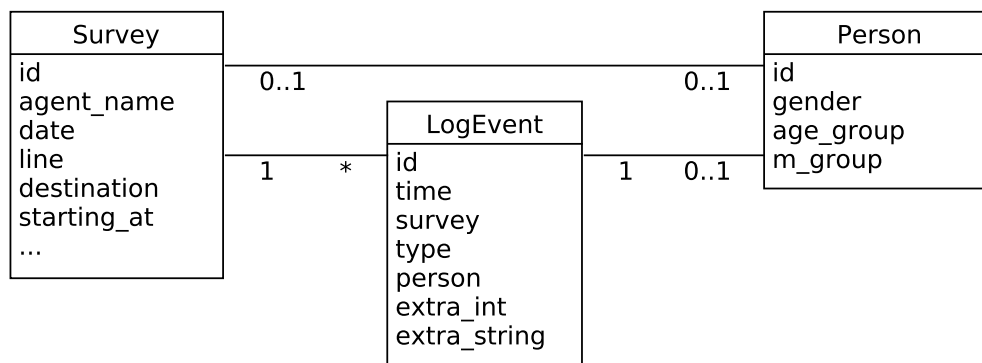 Survey
id
agent_name
date
line
destination
starting_at
...
0..1
0..1
Person
id
gender
age_group
m_group
1
*
LogEvent
id
time
survey
type
person
extra_int
extra_string
1
0..1